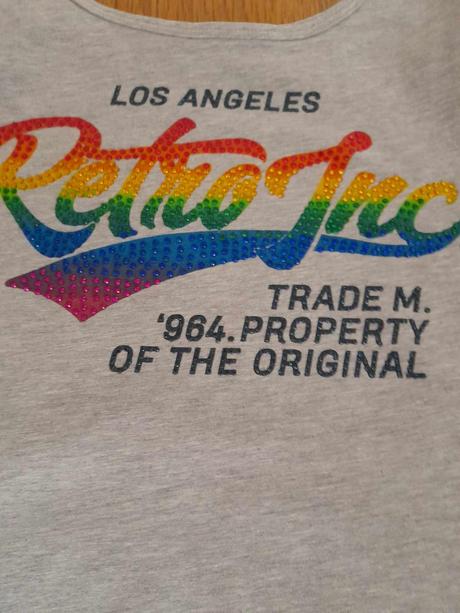 LOS ANGELES
Retro Inc
TRADE M.
'964.PROPERTY
OF THE ORIGINAL